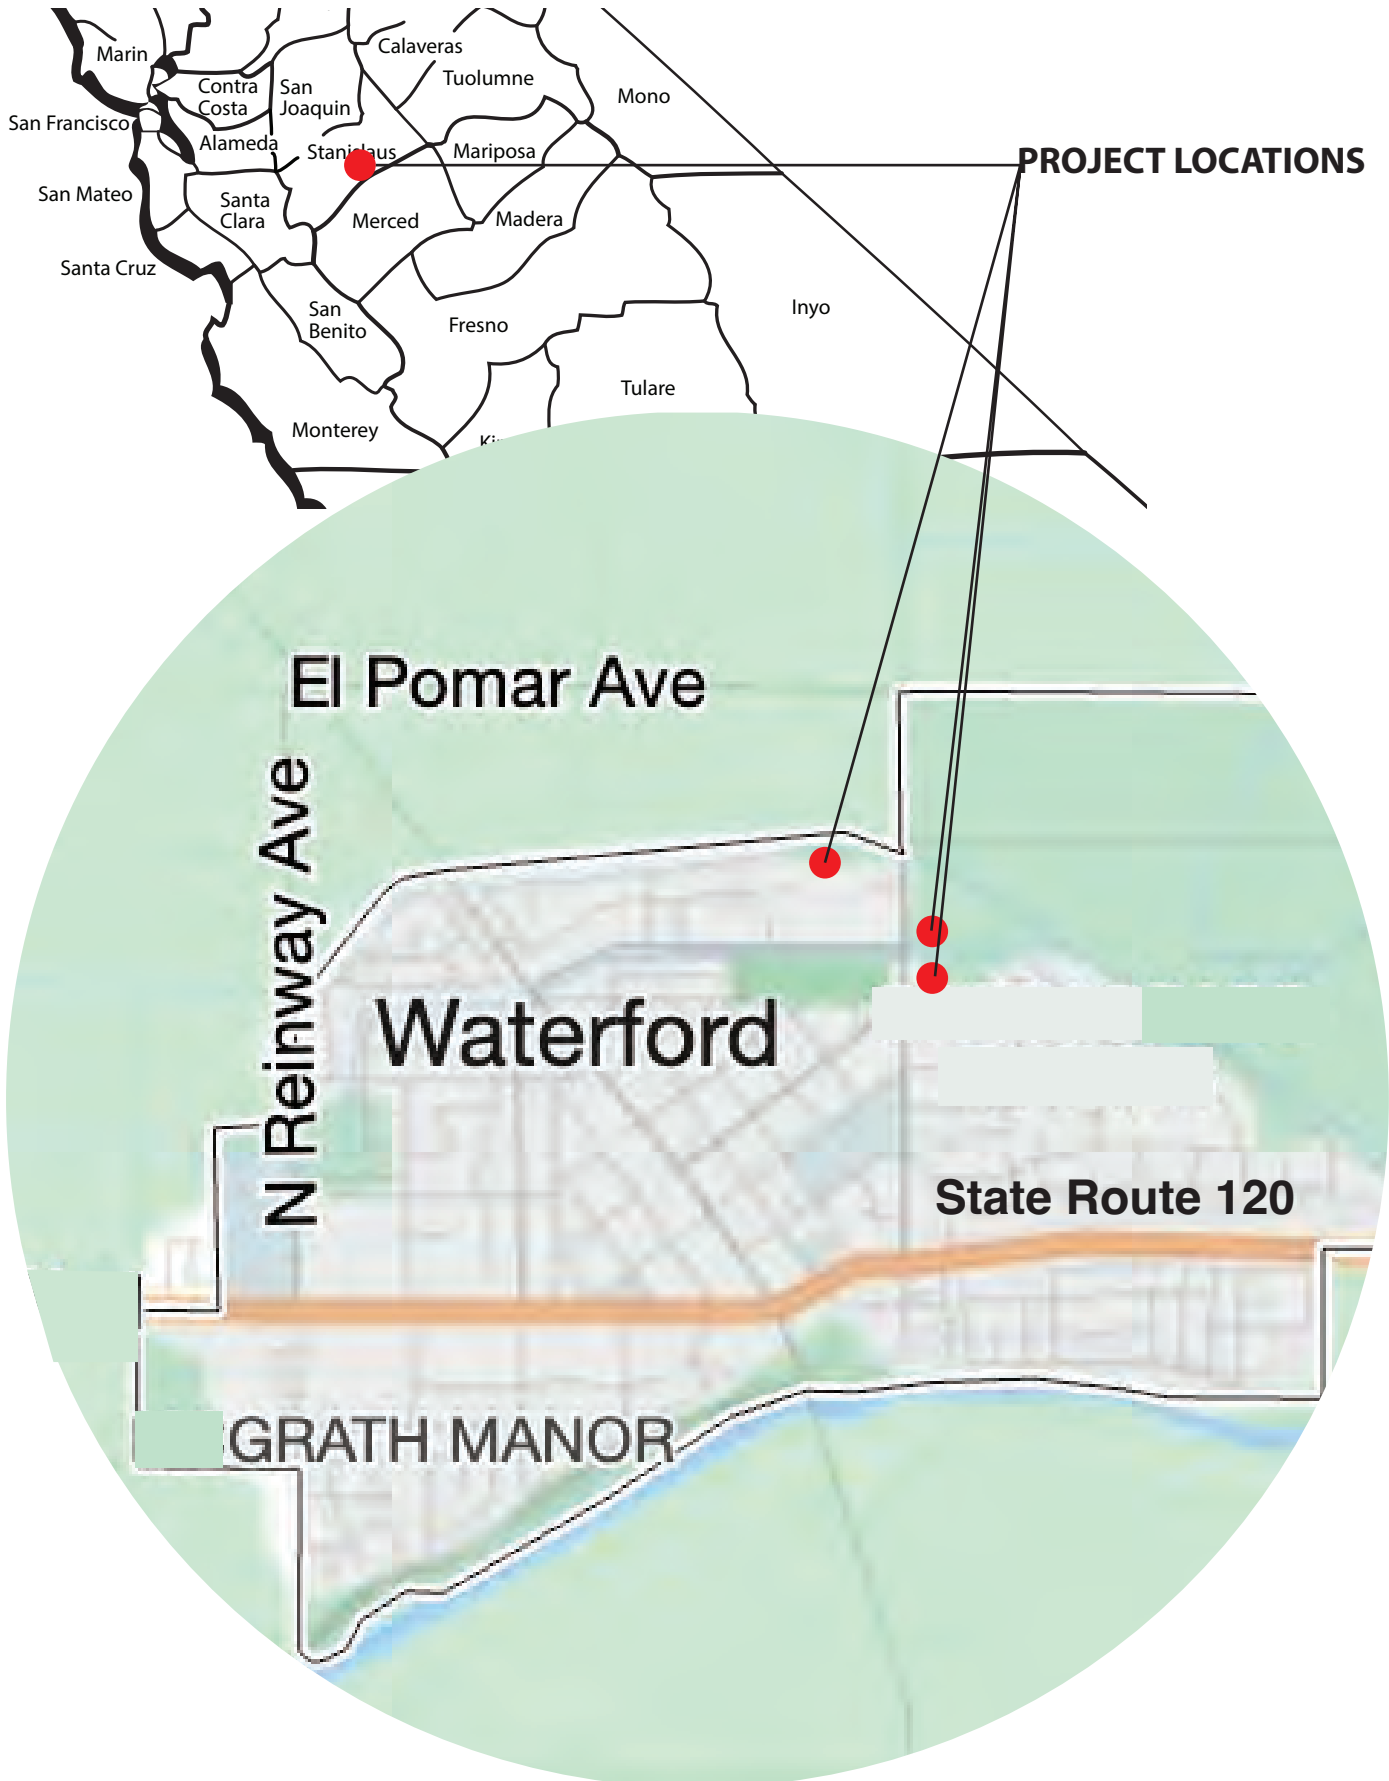 Marin
Calaveras
Contra
Costa
San
Joaquin
Tuolumne
Mono
San Francisco
Alameda
Stanislaus
Mariposa
PROJECT LOCATIONS
San Mateo
Santa
Clara
Merced
Madera
Santa Cruz
San
Benito
Fresno
Inyo
Tulare
Monterey
El Pomar Ave
N Reinway Ave
Waterford
State Route 120
GRATH MANOR